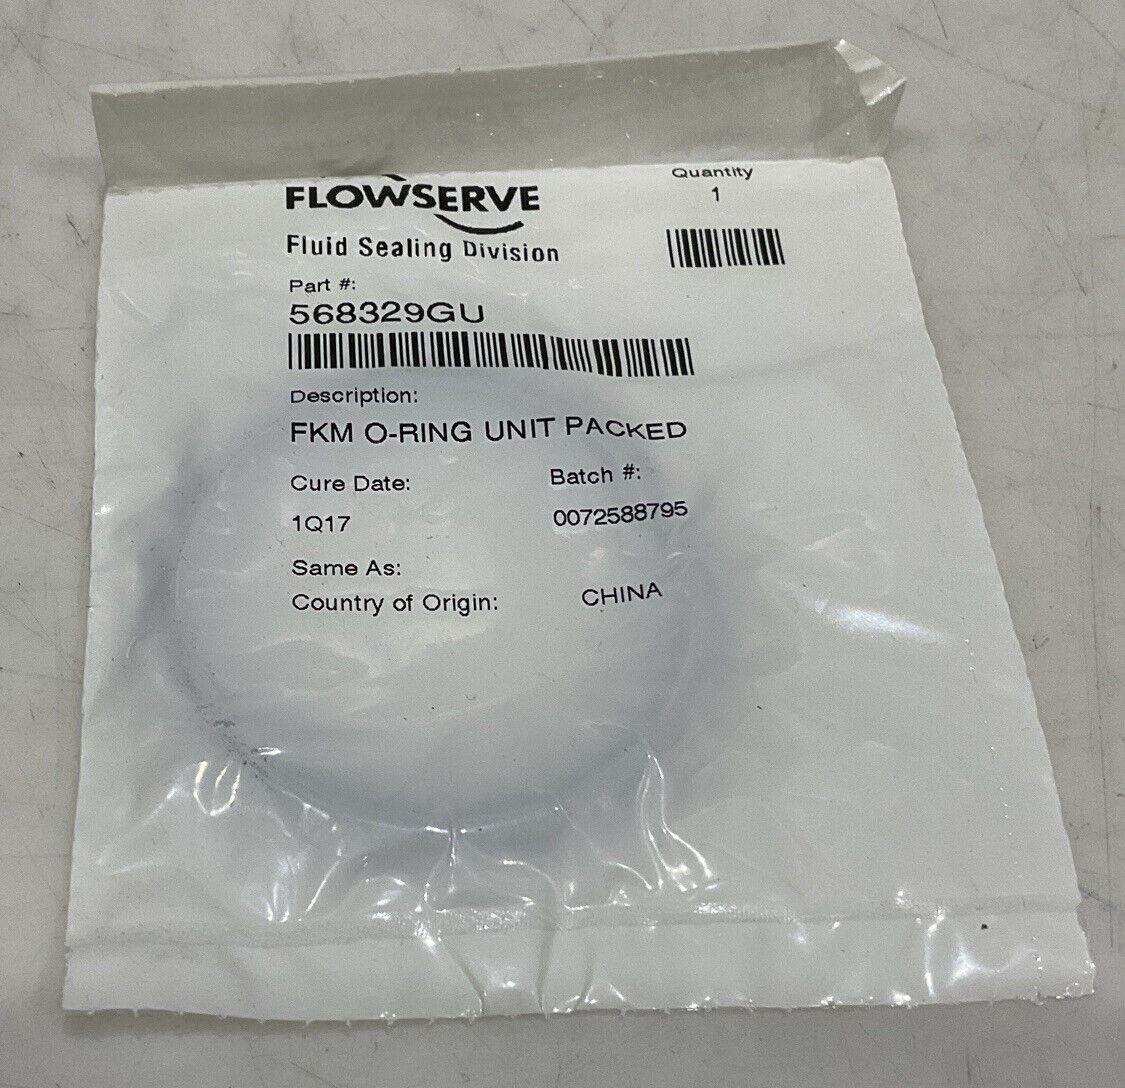 FLOWSERVE
Fluid Sealing Division
Quantity
1
Part #:
568329GU
Description:
FKM O-RING UNIT PACKED
Cure Date: Batch #:
1Q17 0072588795
Same As:
Country of Origin: CHINA